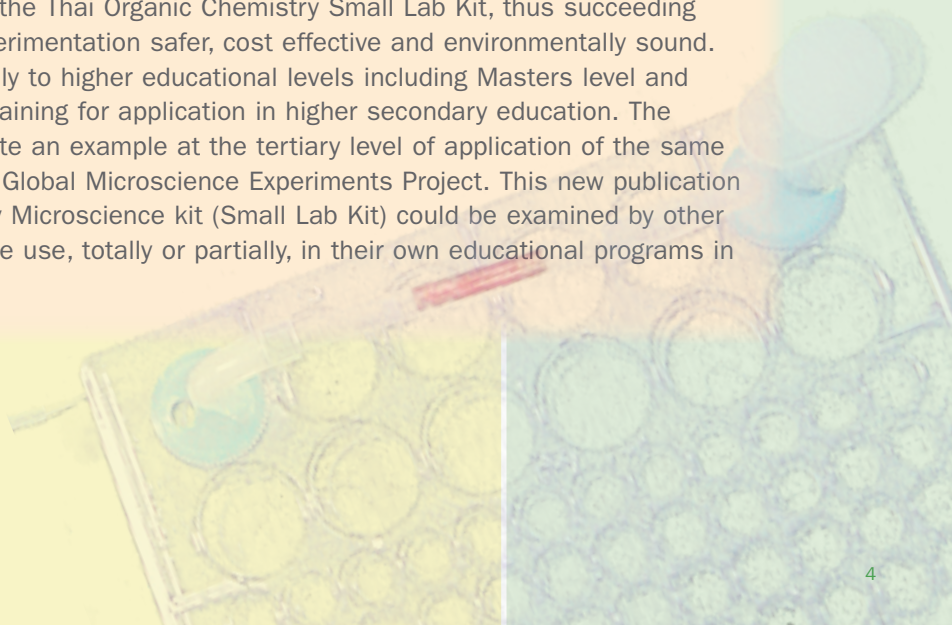 the Thai Organic Chemistry Small Lab Kit, thus succeeding
erimentation safer, cost effective and environmentally sound.
ly to higher educational levels including Masters level and
aining for application in higher secondary education. The
te an example at the tertiary level of application of the same
Global Microscience Experiments Project. This new publication
y Microscience kit (Small Lab Kit) could be examined by other
e use, totally or partially, in their own educational programs in
4